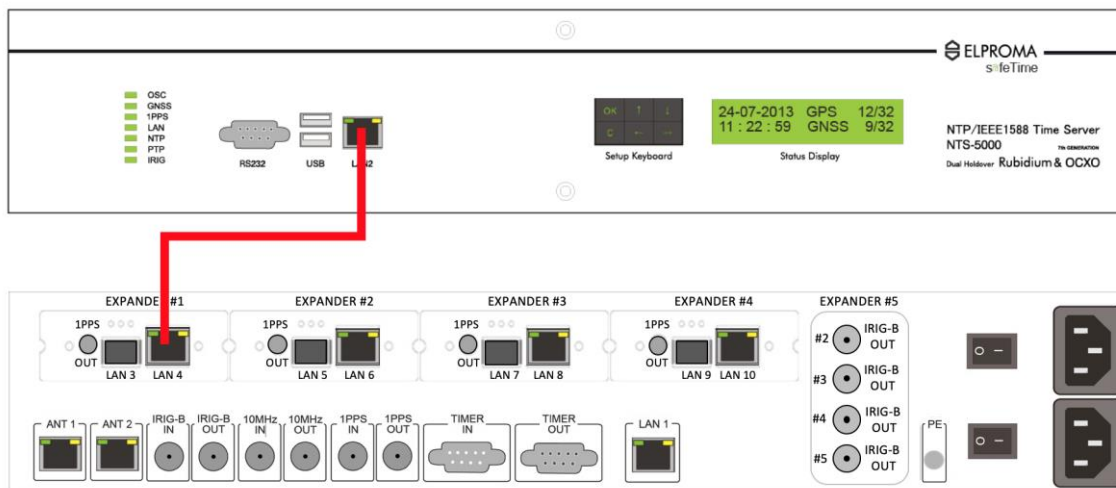 ELPROMA
safeTime
OSC
GNSS
1PPS
LAN
NTP
PTP
IRIG
RS232
USB
LAN2
OK ↑ ↓
C ← →
Setup Keyboard
24-07-2013 GPS 12/32
11 : 22 : 59 GNSS 9/32
Status Display
NTP/IEEE1588 Time Server
NTS-5000 7th GENERATION
Dual Holdover Rubidium & OCXO
EXPANDER #1
1PPS
OUT
LAN 3 LAN 4
EXPANDER #2
1PPS
OUT
LAN 5 LAN 6
EXPANDER #3
1PPS
OUT
LAN 7 LAN 8
EXPANDER #4
1PPS
OUT
LAN 9 LAN 10
EXPANDER #5
#2 IRIG-B
OUT
#3 IRIG-B
OUT
#4 IRIG-B
OUT
#5 IRIG-B
OUT
O I
O I
ANT 1
ANT 2
IRIG-B
IN
IRIG-B
OUT
10MHz
IN
10MHz
OUT
1PPS
IN
1PPS
OUT
TIMER
IN
TIMER
OUT
LAN 1
PE